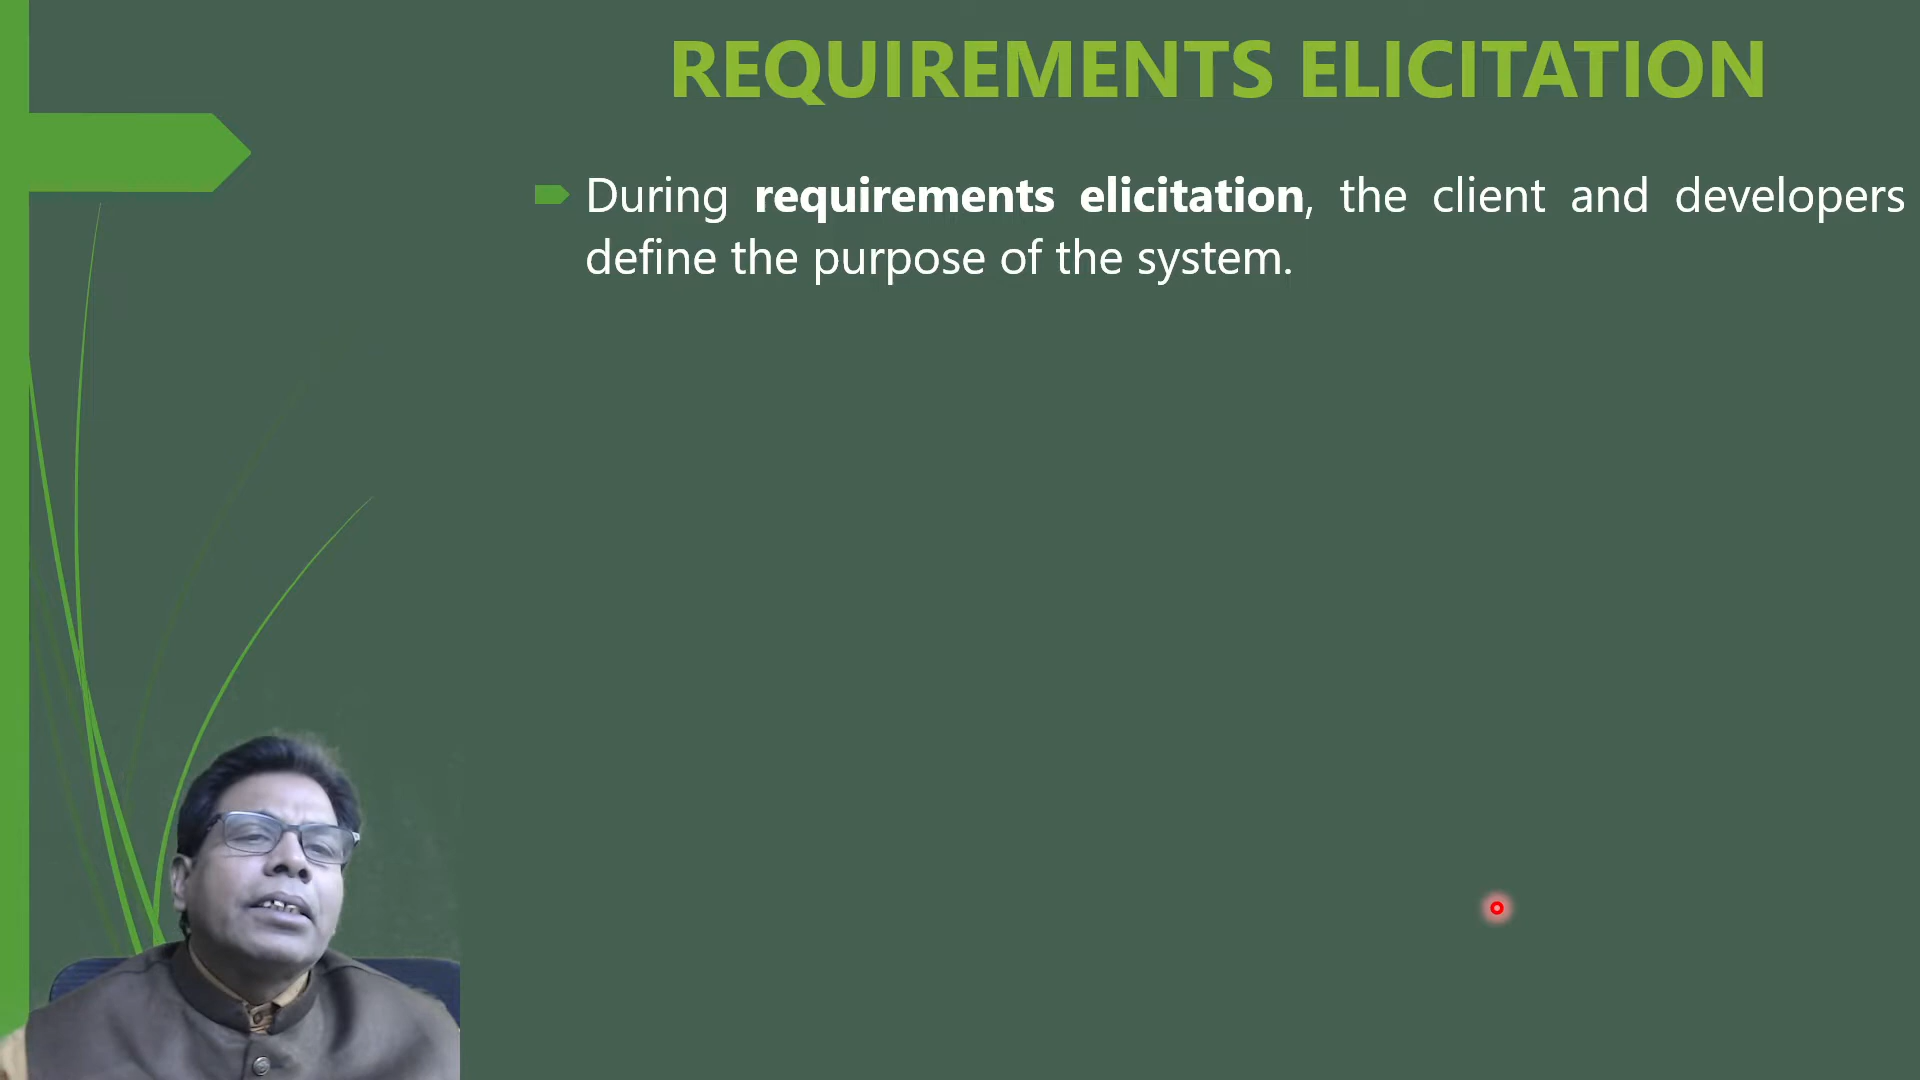 REQUIREMENTS ELICITATION
During requirements elicitation, the client and developers
define the purpose of the system.